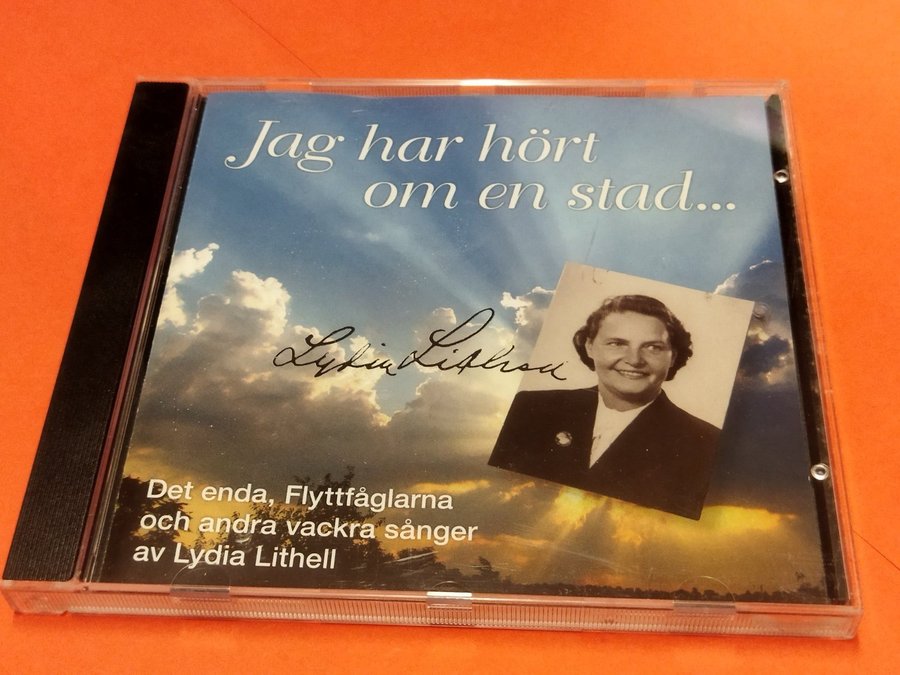 Jag har hört
om en stad...
Lydia Lithell
Det enda, Flyttfåglarna
och andra vackra sånger
av Lydia Lithell